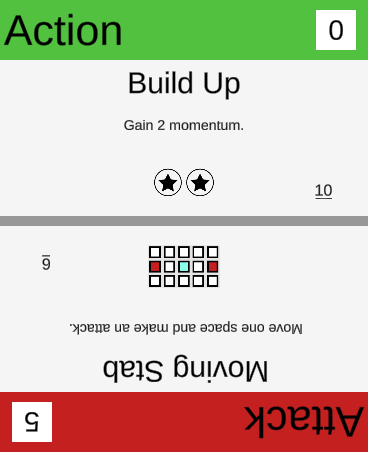 Action
0
Build Up
Gain 2 momentum.
10
Attack
5
Moving Stab
Move one space and make an attack.
9